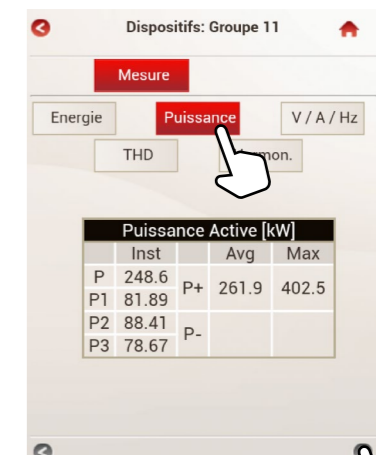 Dispositifs: Groupe 11
Mesure
Energie Puissance V / A / Hz
THD
Puissance Active [kW]
Inst Avg Max
P 248.6 P+ 261.9 402.5
P1 81.89
P2 88.41 P-
P3 78.67